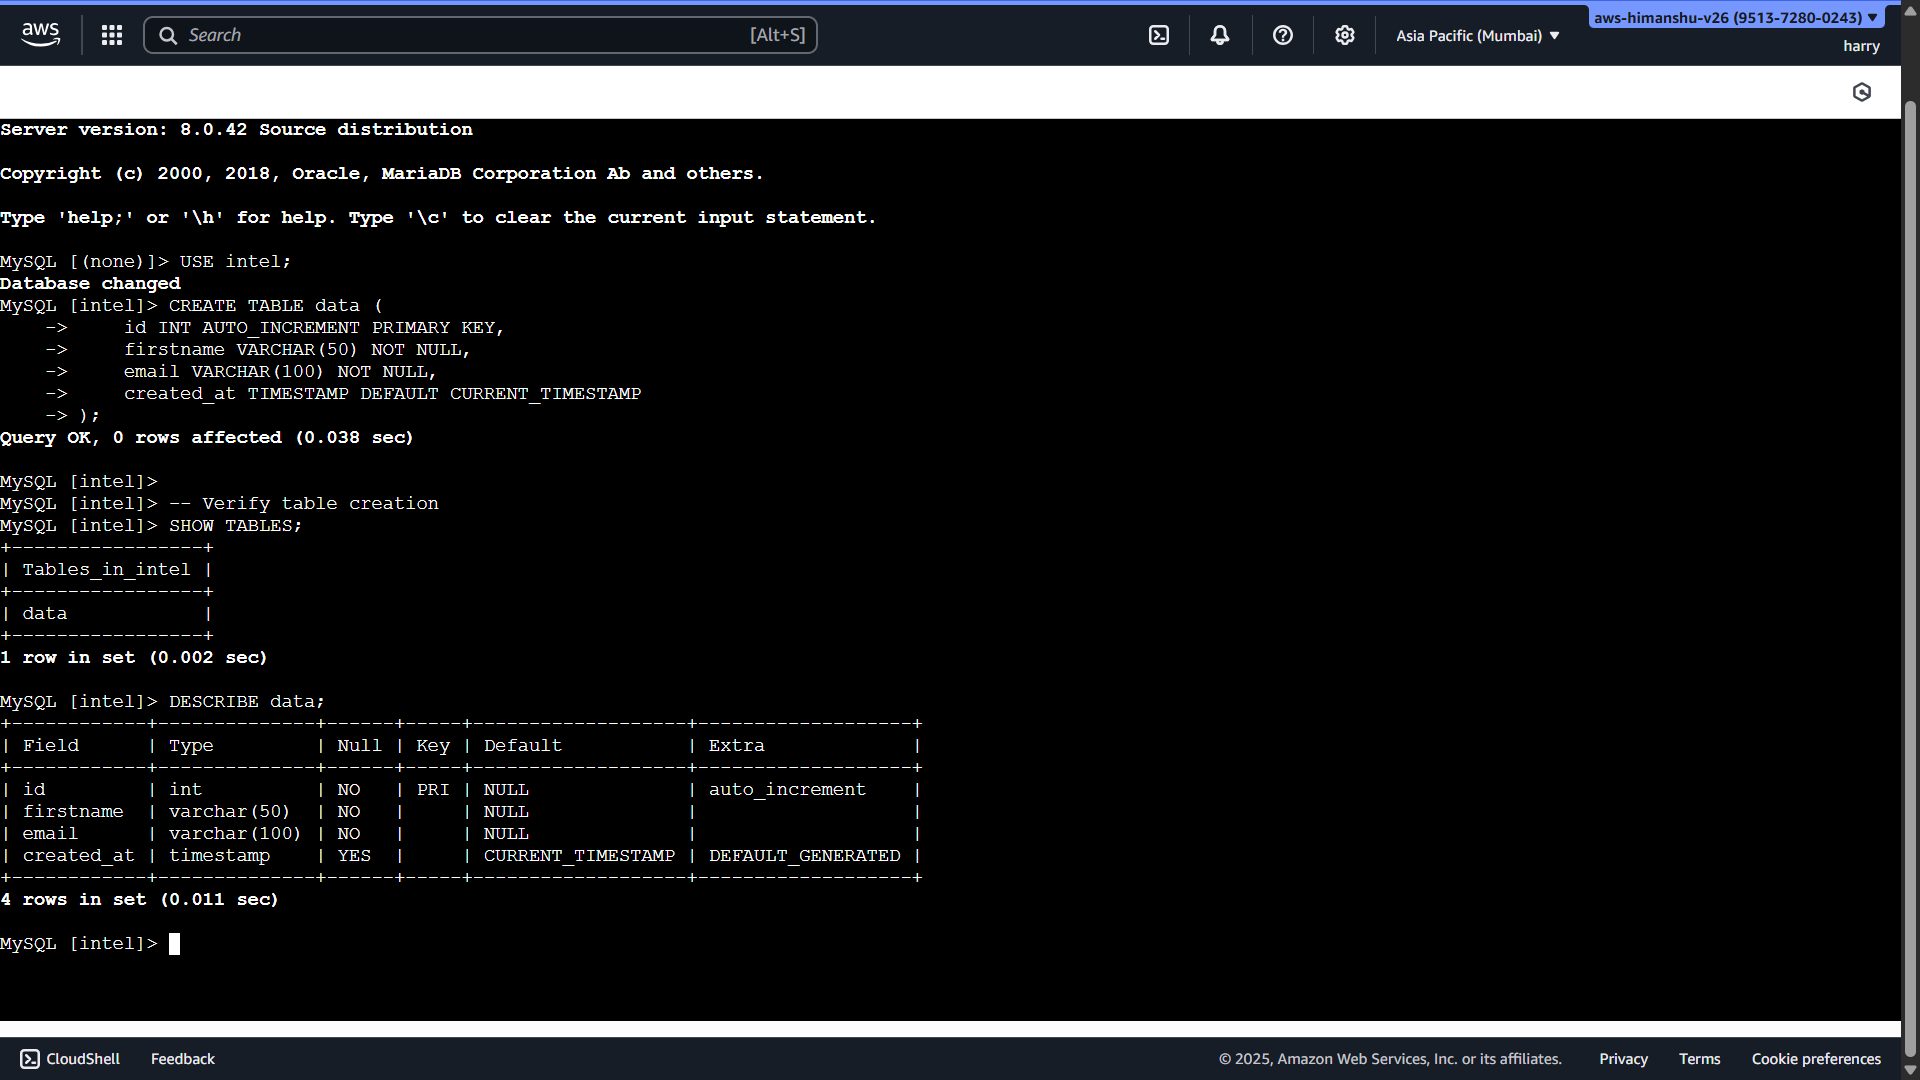 aws
Search [Alt+S]
Asia Pacific (Mumbai) ▼
aws-himanshu-v26 (9513-7280-0243) ▼
harry
Server version: 8.0.42 Source distribution
Copyright (c) 2000, 2018, Oracle, MariaDB Corporation Ab and others.
Type 'help;' or '\h' for help. Type '\c' to clear the current input statement.
MySQL [(none)]> USE intel;
Database changed
MySQL [intel]> CREATE TABLE data (
    ->     id INT AUTO_INCREMENT PRIMARY KEY,
    ->     firstname VARCHAR(50) NOT NULL,
    ->     email VARCHAR(100) NOT NULL,
    ->     created_at TIMESTAMP DEFAULT CURRENT_TIMESTAMP
    -> );
Query OK, 0 rows affected (0.038 sec)
MySQL [intel]>
MySQL [intel]> -- Verify table creation
MySQL [intel]> SHOW TABLES;
+-----------------+
| Tables_in_intel |
+-----------------+
| data            |
+-----------------+
1 row in set (0.002 sec)
MySQL [intel]> DESCRIBE data;
+------------+--------------+------+-----+-------------------+-------------------+
| Field      | Type         | Null | Key | Default           | Extra             |
+------------+--------------+------+-----+-------------------+-------------------+
| id         | int          | NO   | PRI | NULL              | auto_increment    |
| firstname  | varchar(50)  | NO   |     | NULL              |                   |
| email      | varchar(100) | NO   |     | NULL              |                   |
| created_at | timestamp    | YES  |     | CURRENT_TIMESTAMP | DEFAULT_GENERATED |
+------------+--------------+------+-----+-------------------+-------------------+
4 rows in set (0.011 sec)
MySQL [intel]>
CloudShell Feedback © 2025, Amazon Web Services, Inc. or its affiliates. Privacy Terms Cookie preferences